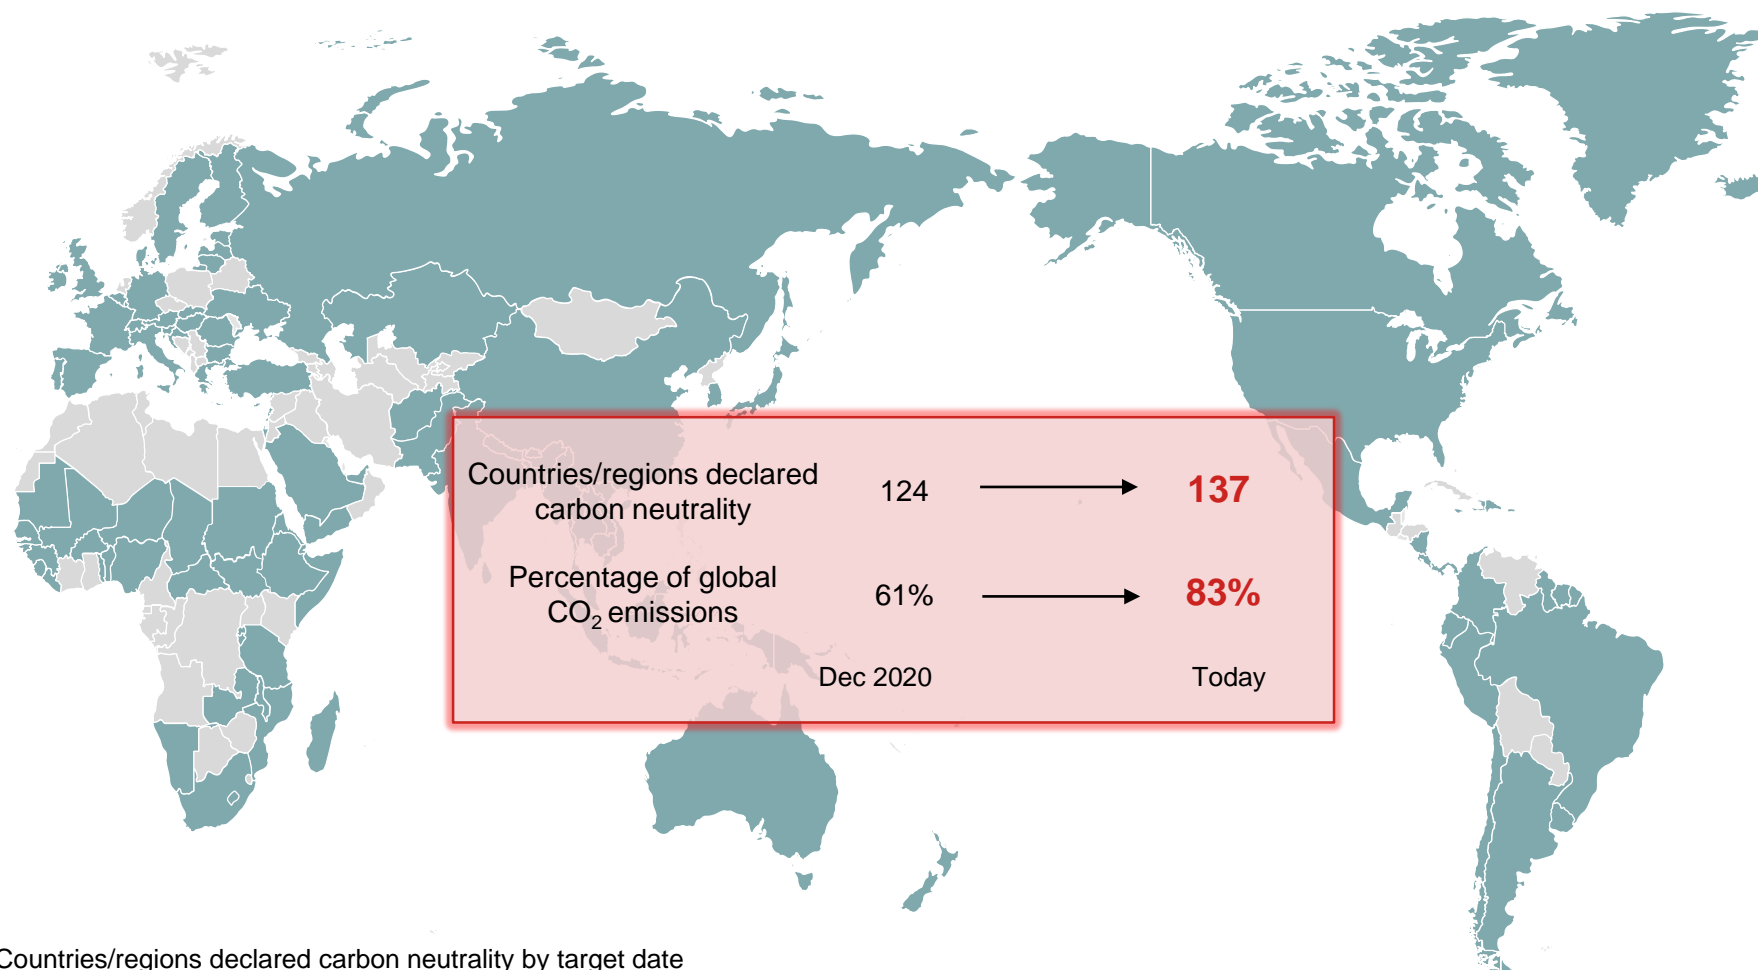 Countries/regions declared
carbon neutrality
124
137
Percentage of global
CO₂ emissions
61%
83%
Dec 2020
Today
Countries/regions declared carbon neutrality by target date